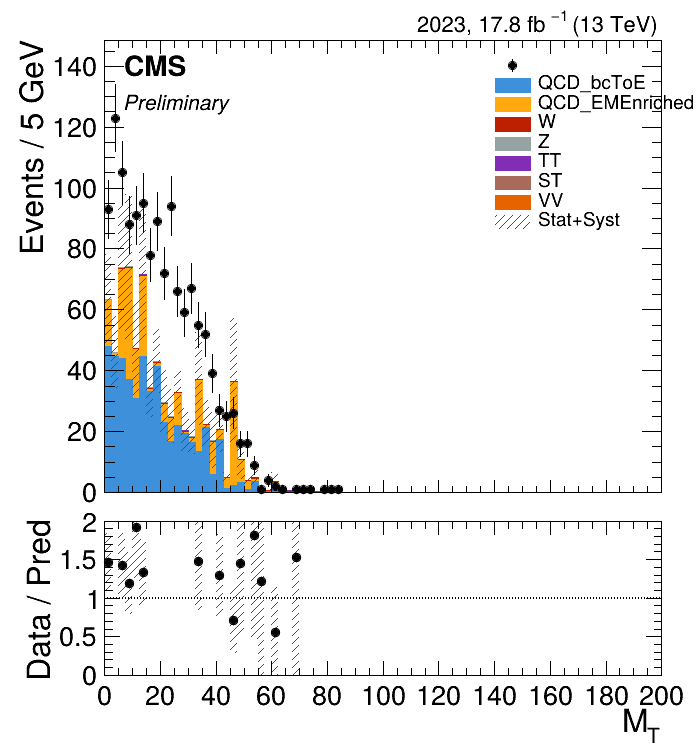 2023, 17.8 fb⁻¹ (13 TeV)
Events / 5 GeV
140
120
100
80
60
40
20
0
CMS
Preliminary
QCD_bcToE
QCD_EMEnriched
W
Z
TT
ST
VV
Stat+Syst
Data / Pred
2
1.5
1
0.5
0
0 20 40 60 80 100 120 140 160 180 200
M_T